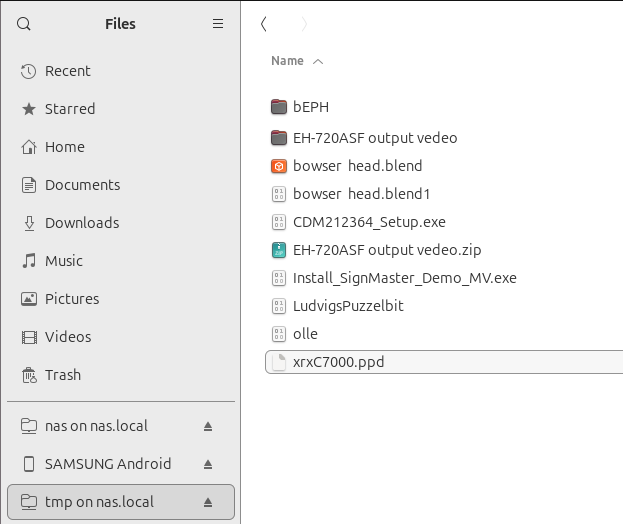 Files
Recent
Starred
Home
Documents
Downloads
Music
Pictures
Videos
Trash
nas on nas.local
SAMSUNG Android
tmp on nas.local
Name
bEPH
EH-720ASF output vedeo
bowser head.blend
bowser head.blend1
CDM212364_Setup.exe
EH-720ASF output vedeo.zip
Install_SignMaster_Demo_MV.exe
LudvigsPuzzelbit
olle
xrxC7000.ppd